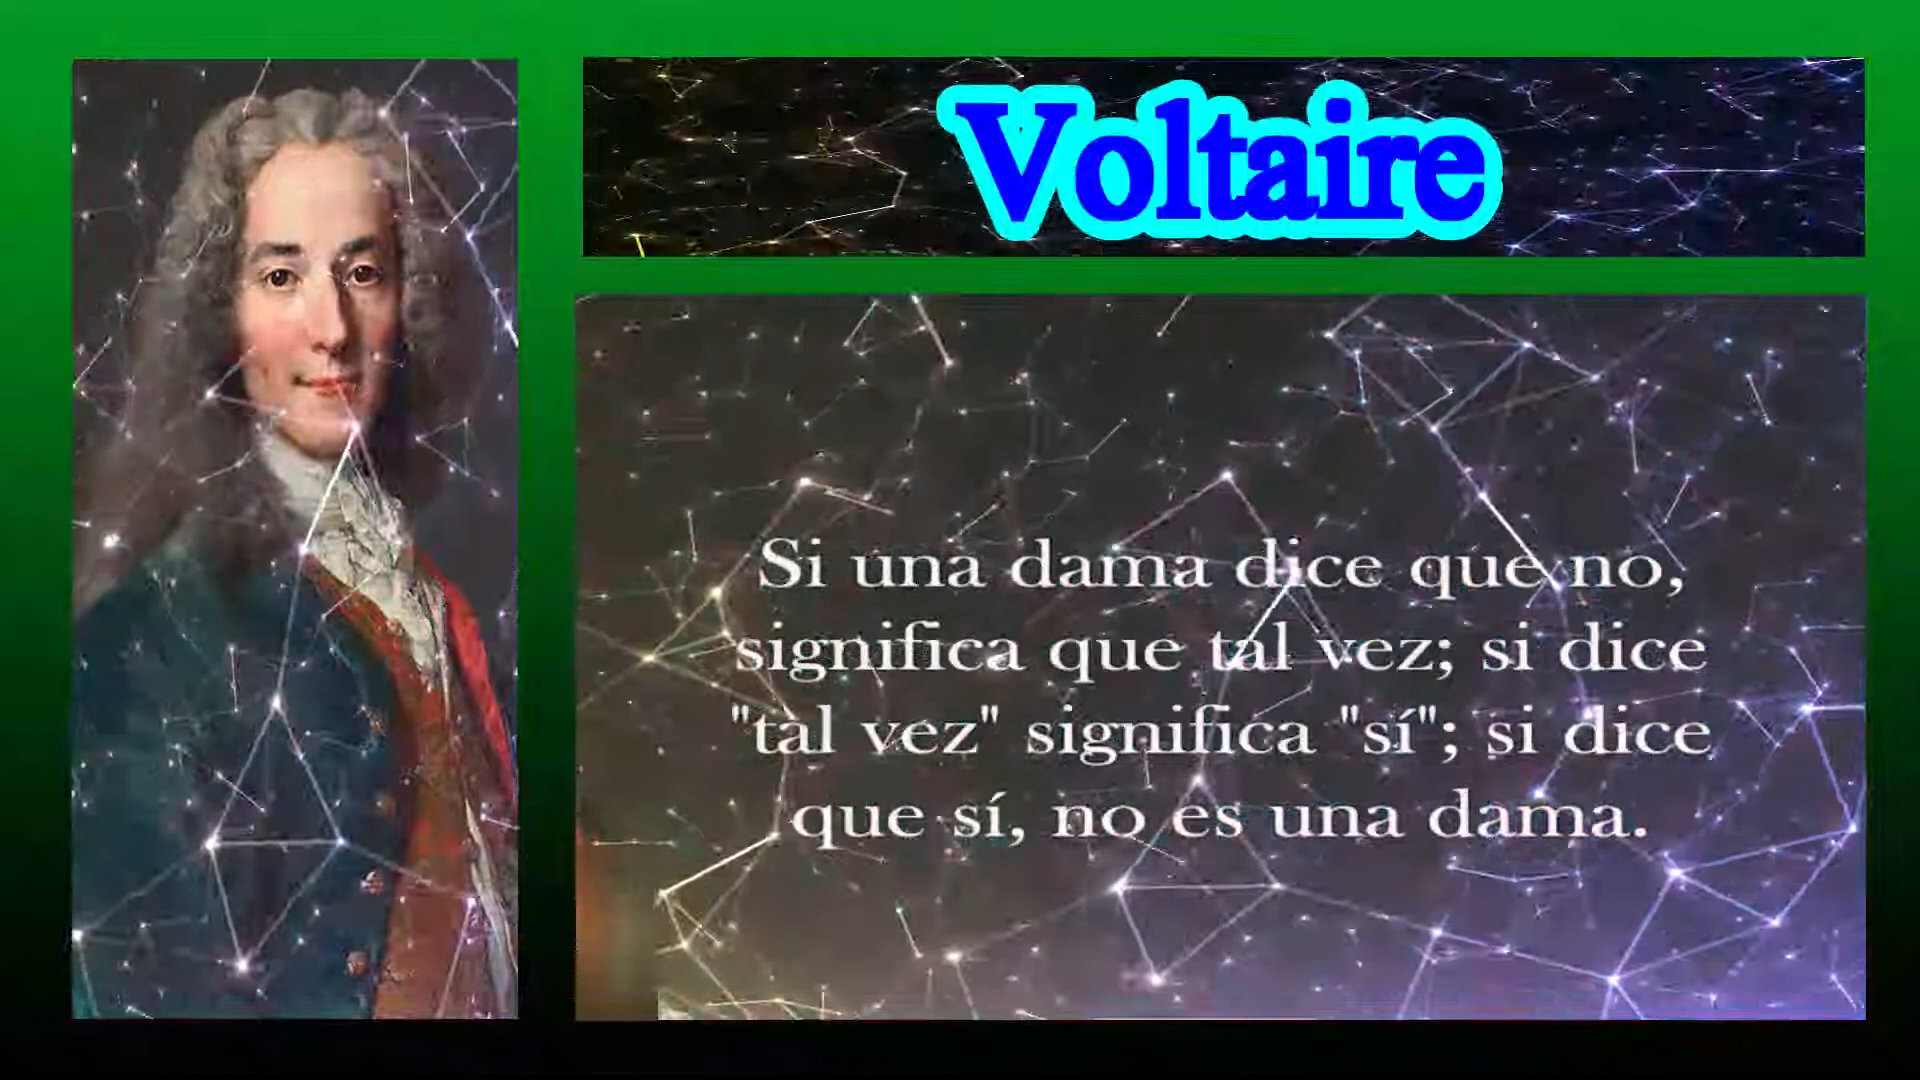 Voltaire
Si una dama dice que no,
significa que tal vez; si dice
"tal vez" significa "sí"; si dice
que sí, no es una dama.